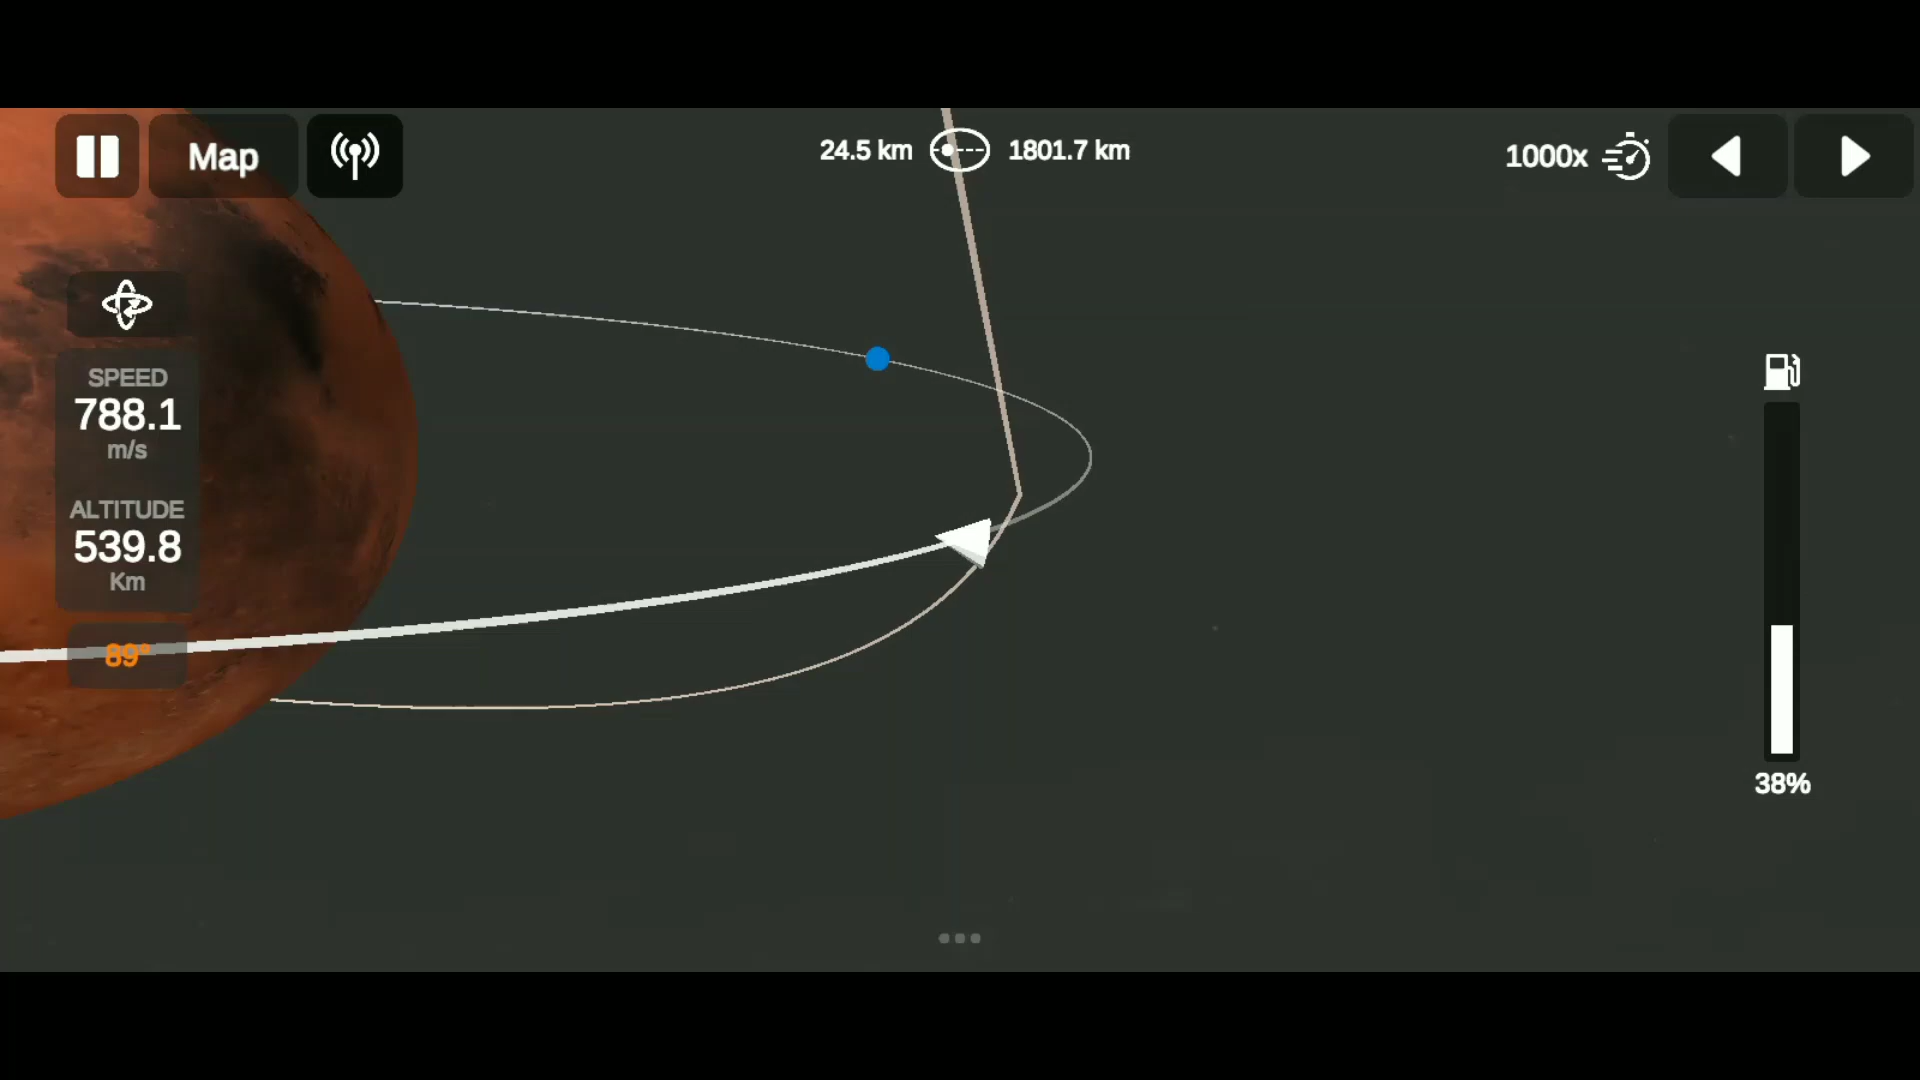 Map
24.5 km
1801.7 km
1000x
SPEED
788.1
m/s
ALTITUDE
539.8
Km
89°
38%